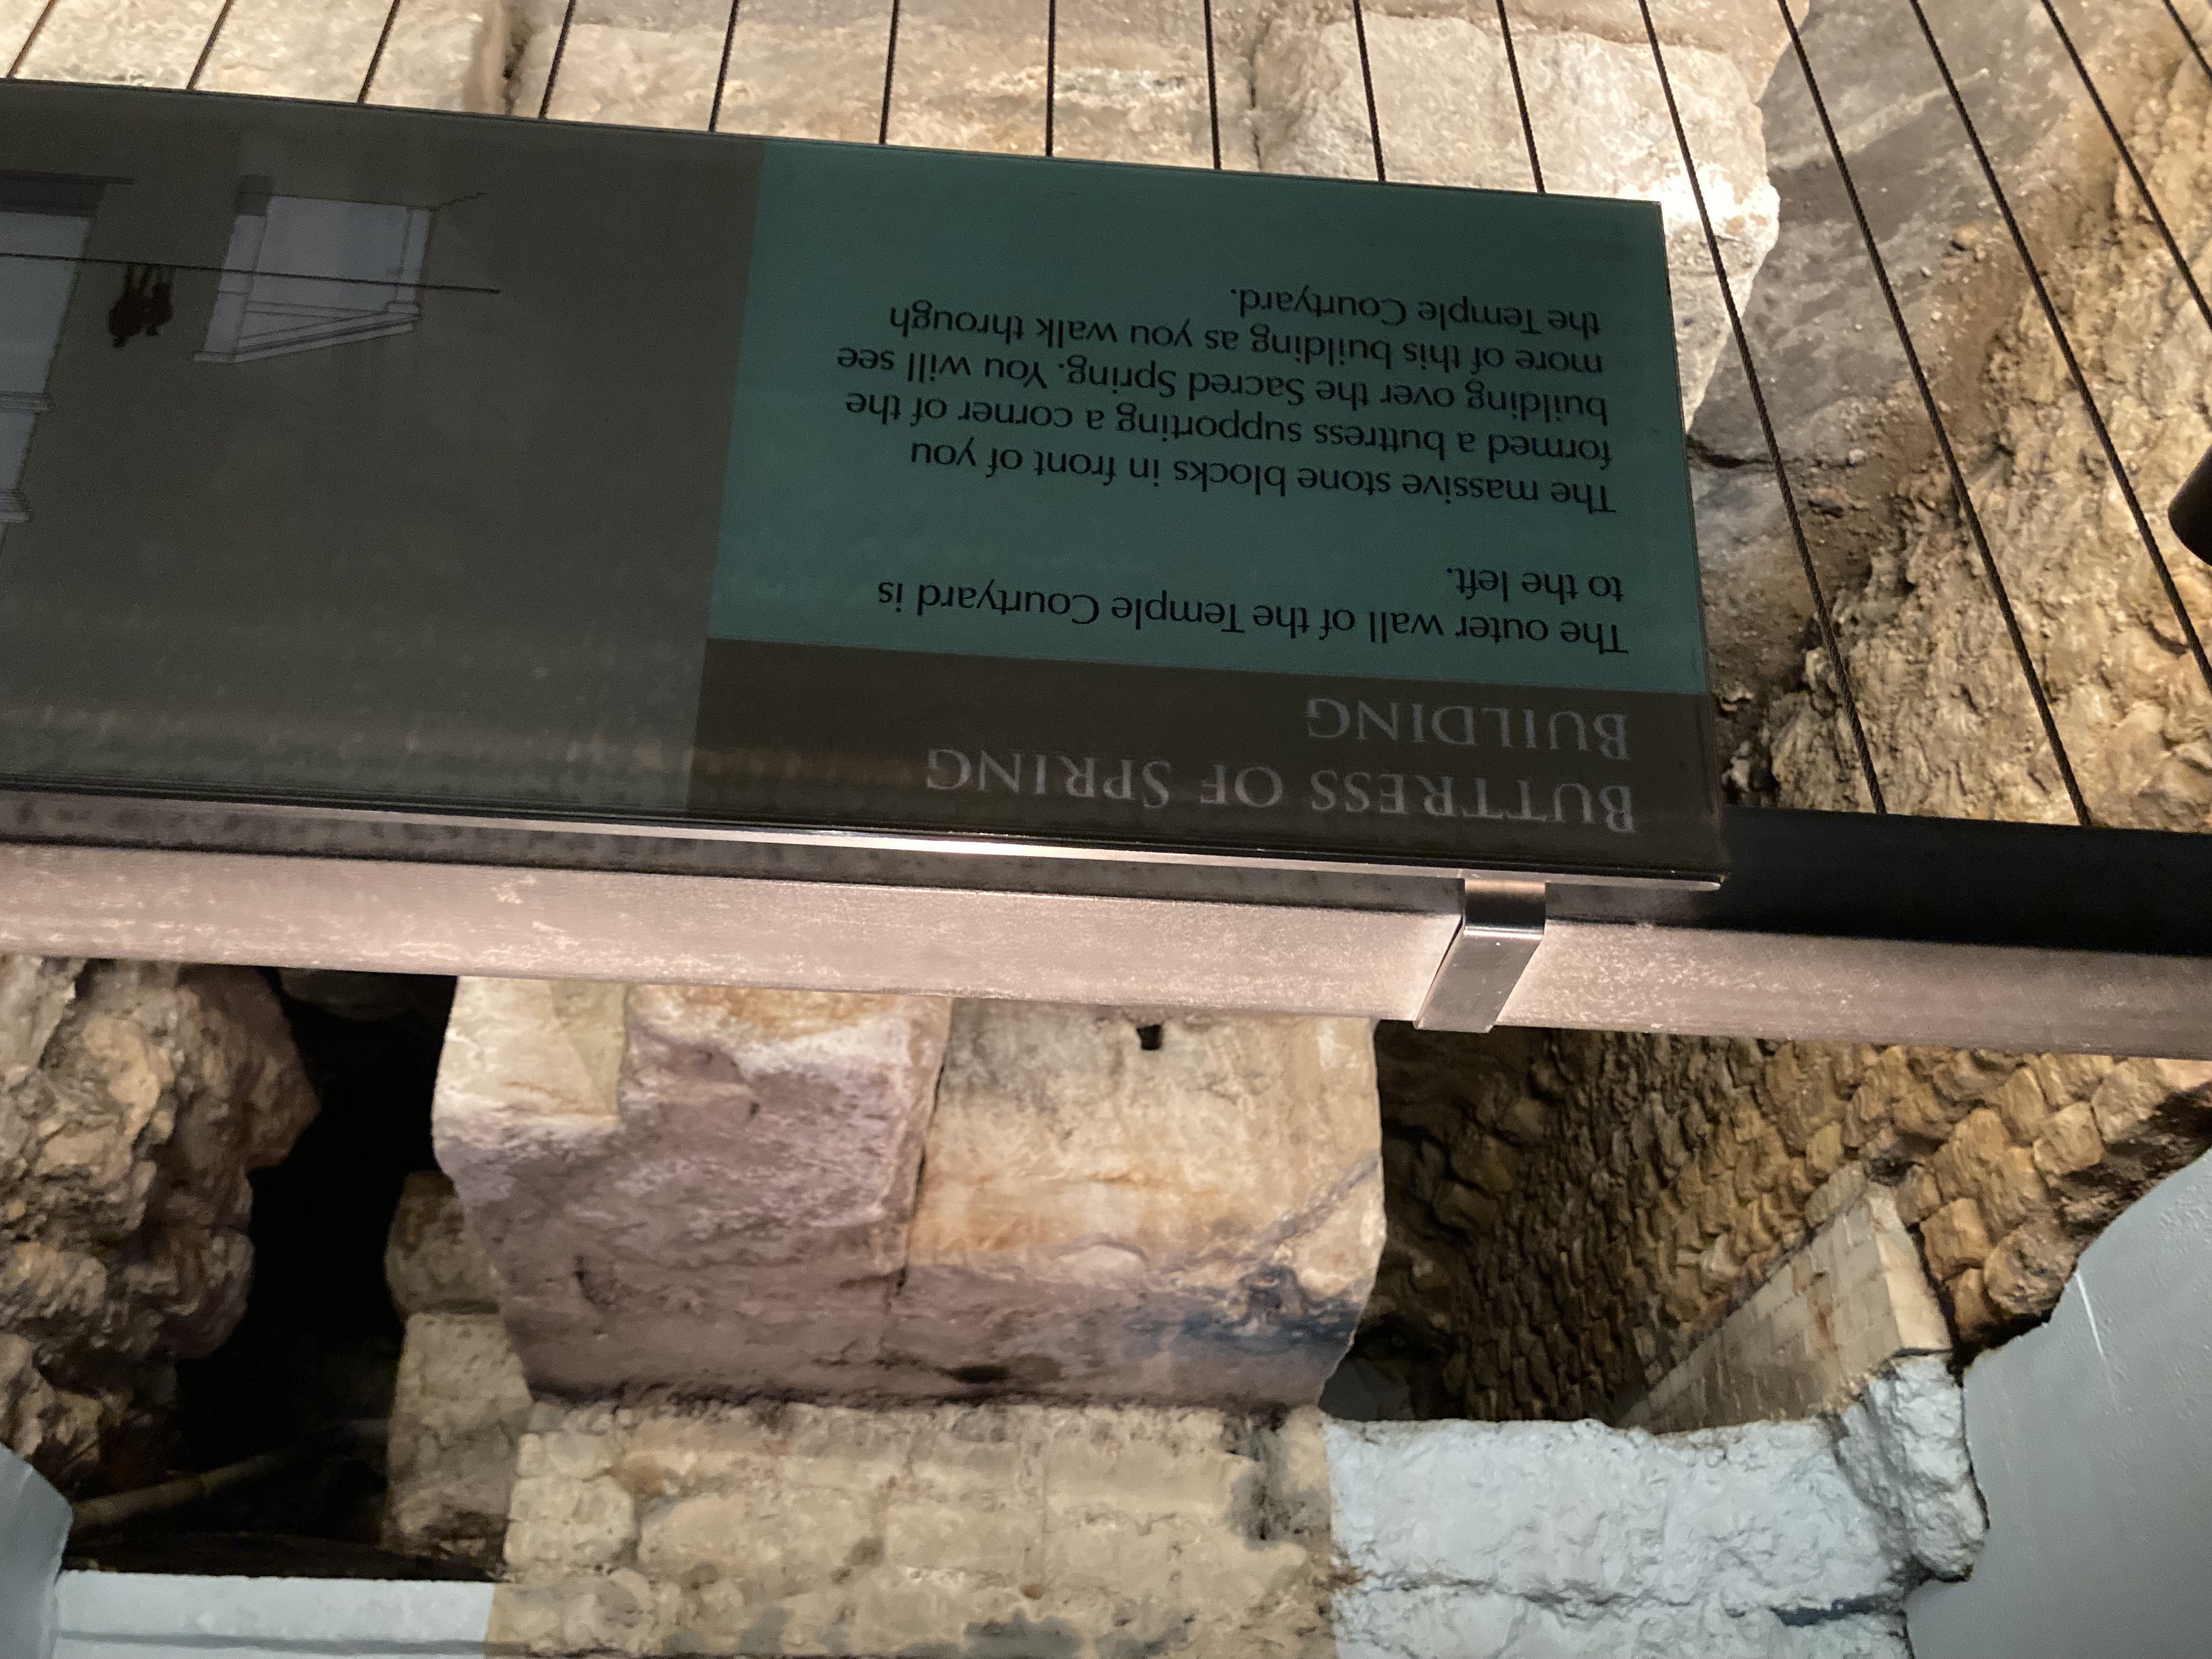 BUTTRESS OF SPRING
BUILDING
The outer wall of the Temple Courtyard is
to the left.
The massive stone blocks in front of you
formed a buttress supporting a corner of the
building over the Sacred Spring. You will see
more of this building as you walk through
the Temple Courtyard.